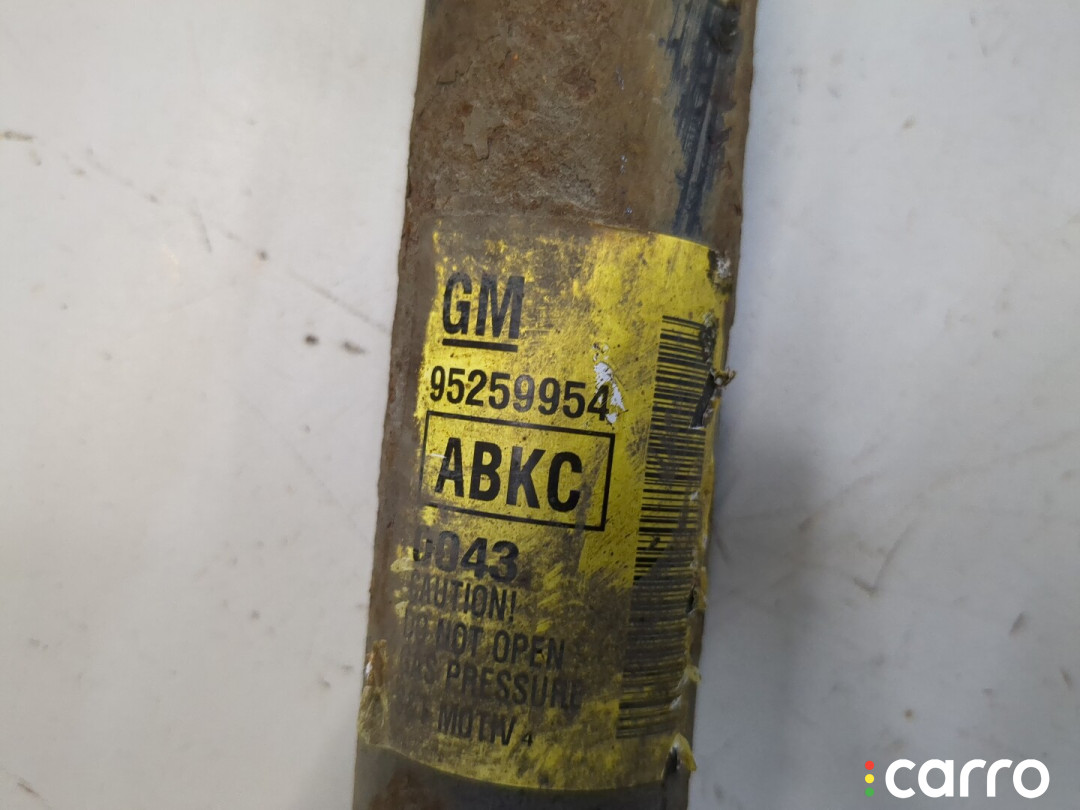 GM
95259954
ABKC
CAUTION!
DO NOT OPEN
GAS PRESSURE
carro